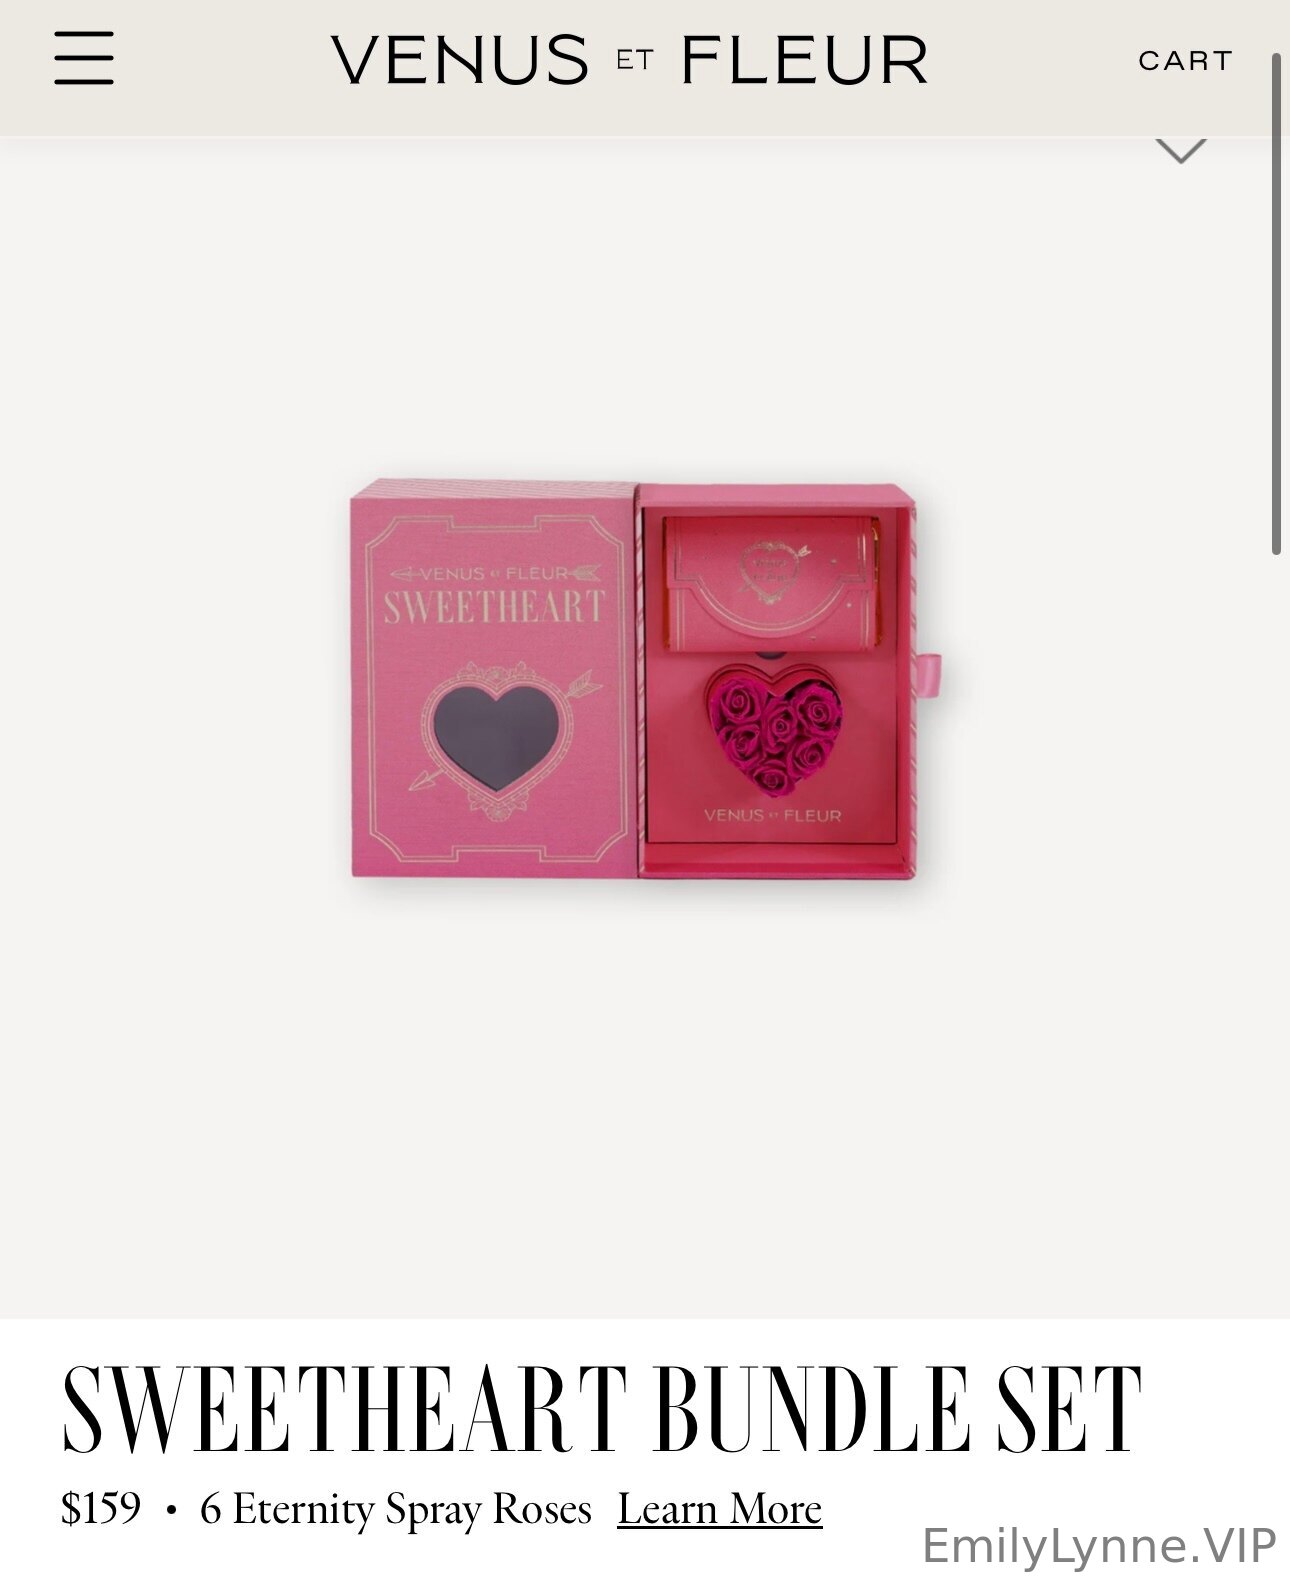 VENUS ET FLEUR
CART
VENUS ET FLEUR
SWEETHEART
VENUS ET FLEUR
SWEETHEART BUNDLE SET
$159 • 6 Eternity Spray Roses Learn More
EmilyLynne.VIP